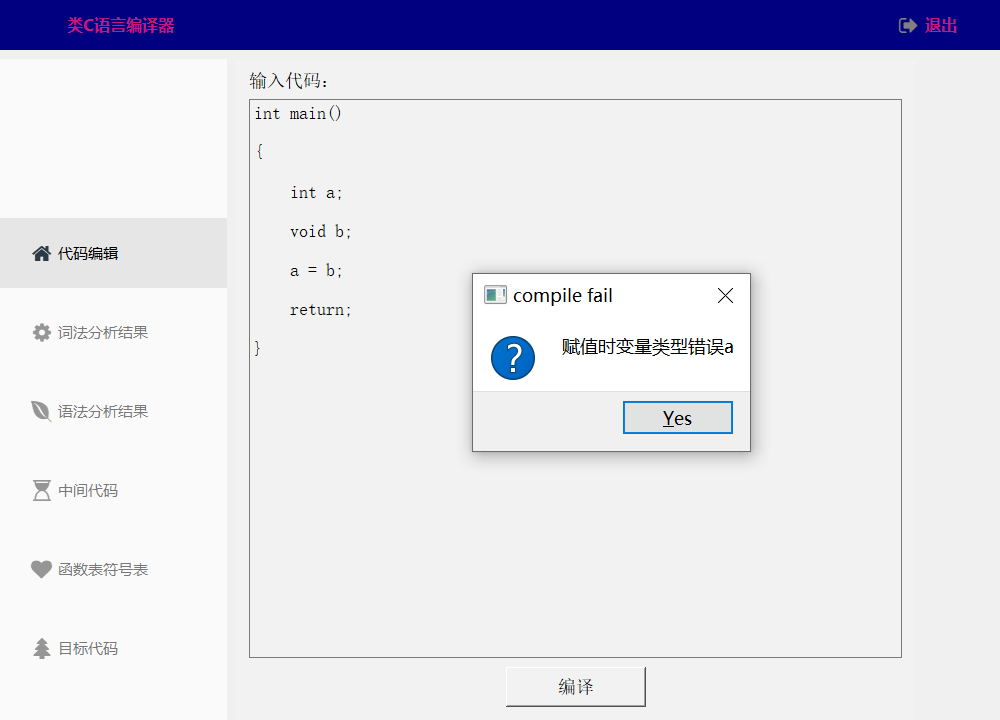 类C语言编译器
退出
代码编辑
词法分析结果
语法分析结果
中间代码
函数表符号表
目标代码
输入代码：
int main()
{
    int a;
    void b;
    a = b;
    return;
}
compile fail
赋值时变量类型错误a
Yes
编译